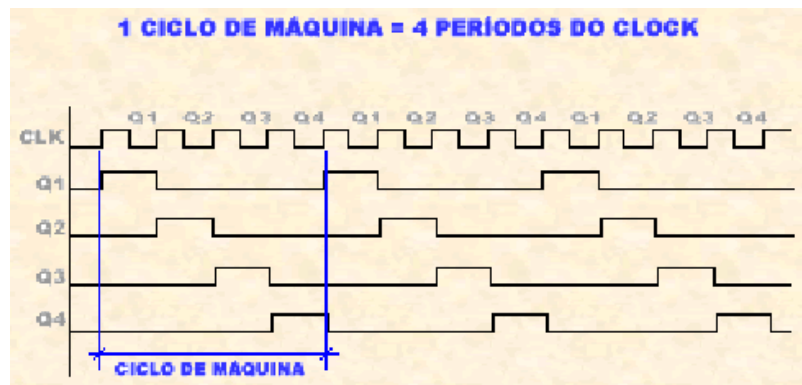 1 CICLO DE MÁQUINA = 4 PERÍODOS DO CLOCK
Q1 Q2 Q3 Q4 Q1 Q2 Q3 Q4 Q1 Q2 Q3 Q4
CLK
Q1
Q2
Q3
Q4
CICLO DE MÁQUINA